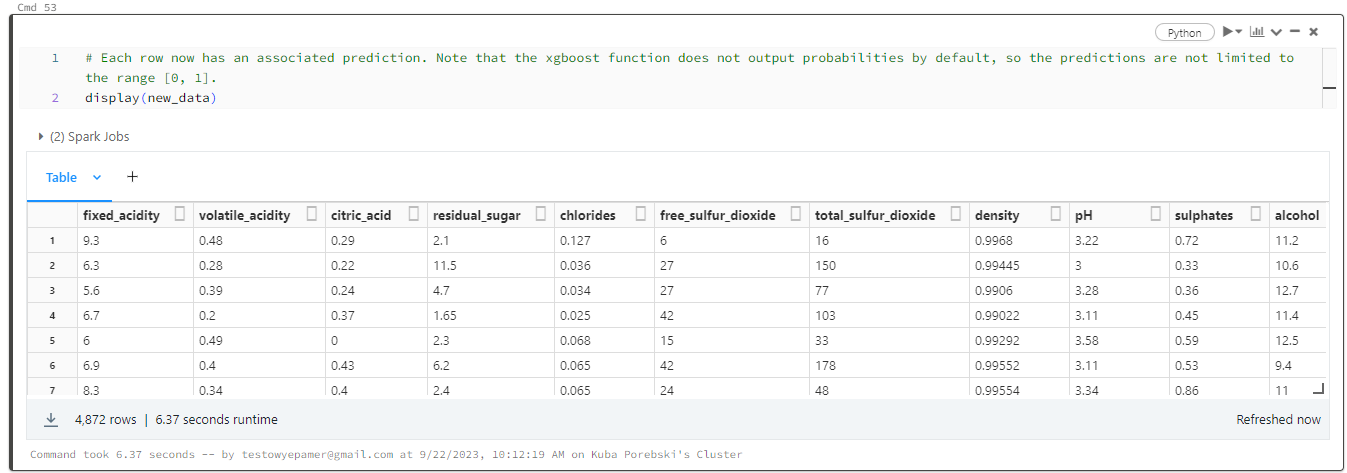 Cmd 53
Python
1 # Each row now has an associated prediction. Note that the xgboost function does not output probabilities by default, so the predictions are not limited to
the range [0, 1].
2 display(new_data)
(2) Spark Jobs
Table +
fixed_acidity volatile_acidity citric_acid residual_sugar chlorides free_sulfur_dioxide total_sulfur_dioxide density pH sulphates alcohol
1 9.3 0.48 0.29 2.1 0.127 6 16 0.9968 3.22 0.72 11.2
2 6.3 0.28 0.22 11.5 0.036 27 150 0.99445 3 0.33 10.6
3 5.6 0.39 0.24 4.7 0.034 27 77 0.9906 3.28 0.36 12.7
4 6.7 0.2 0.37 1.65 0.025 42 103 0.99022 3.11 0.45 11.4
5 6 0.49 0 2.3 0.068 15 33 0.99292 3.58 0.59 12.5
6 6.9 0.4 0.43 6.2 0.065 42 178 0.99552 3.11 0.53 9.4
7 8.3 0.34 0.4 2.4 0.065 24 48 0.99554 3.34 0.86 11
4,872 rows | 6.37 seconds runtime Refreshed now
Command took 6.37 seconds -- by testowyepamer@gmail.com at 9/22/2023, 10:12:19 AM on Kuba Porebski's Cluster